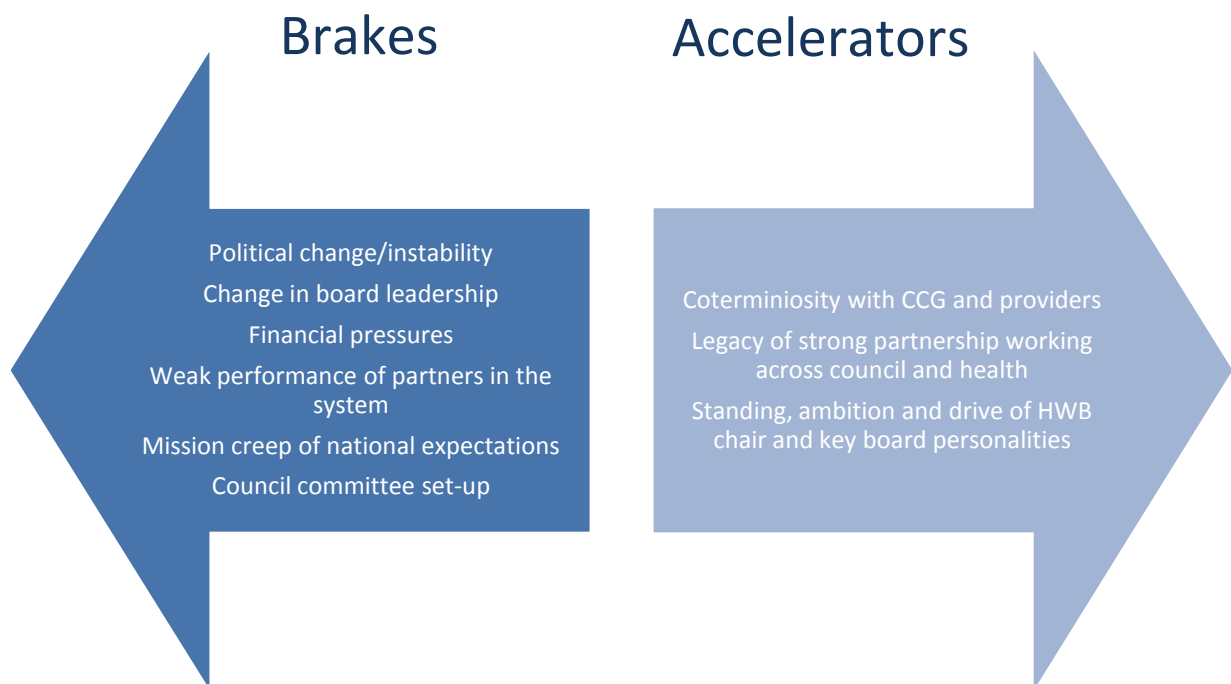 Brakes
Political change/instability
Change in board leadership
Financial pressures
Weak performance of partners in the
system
Mission creep of national expectations
Council committee set-up
Accelerators
Coterminiosity with CCG and providers
Legacy of strong partnership working
across council and health
Standing, ambition and drive of HWB
chair and key board personalities